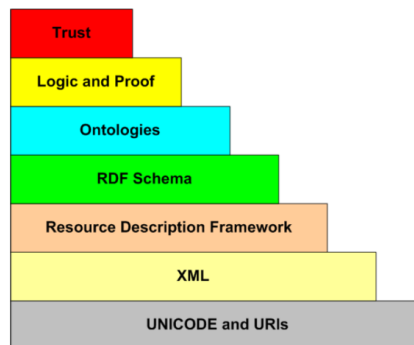 Trust
Logic and Proof
Ontologies
RDF Schema
Resource Description Framework
XML
UNICODE and URIs